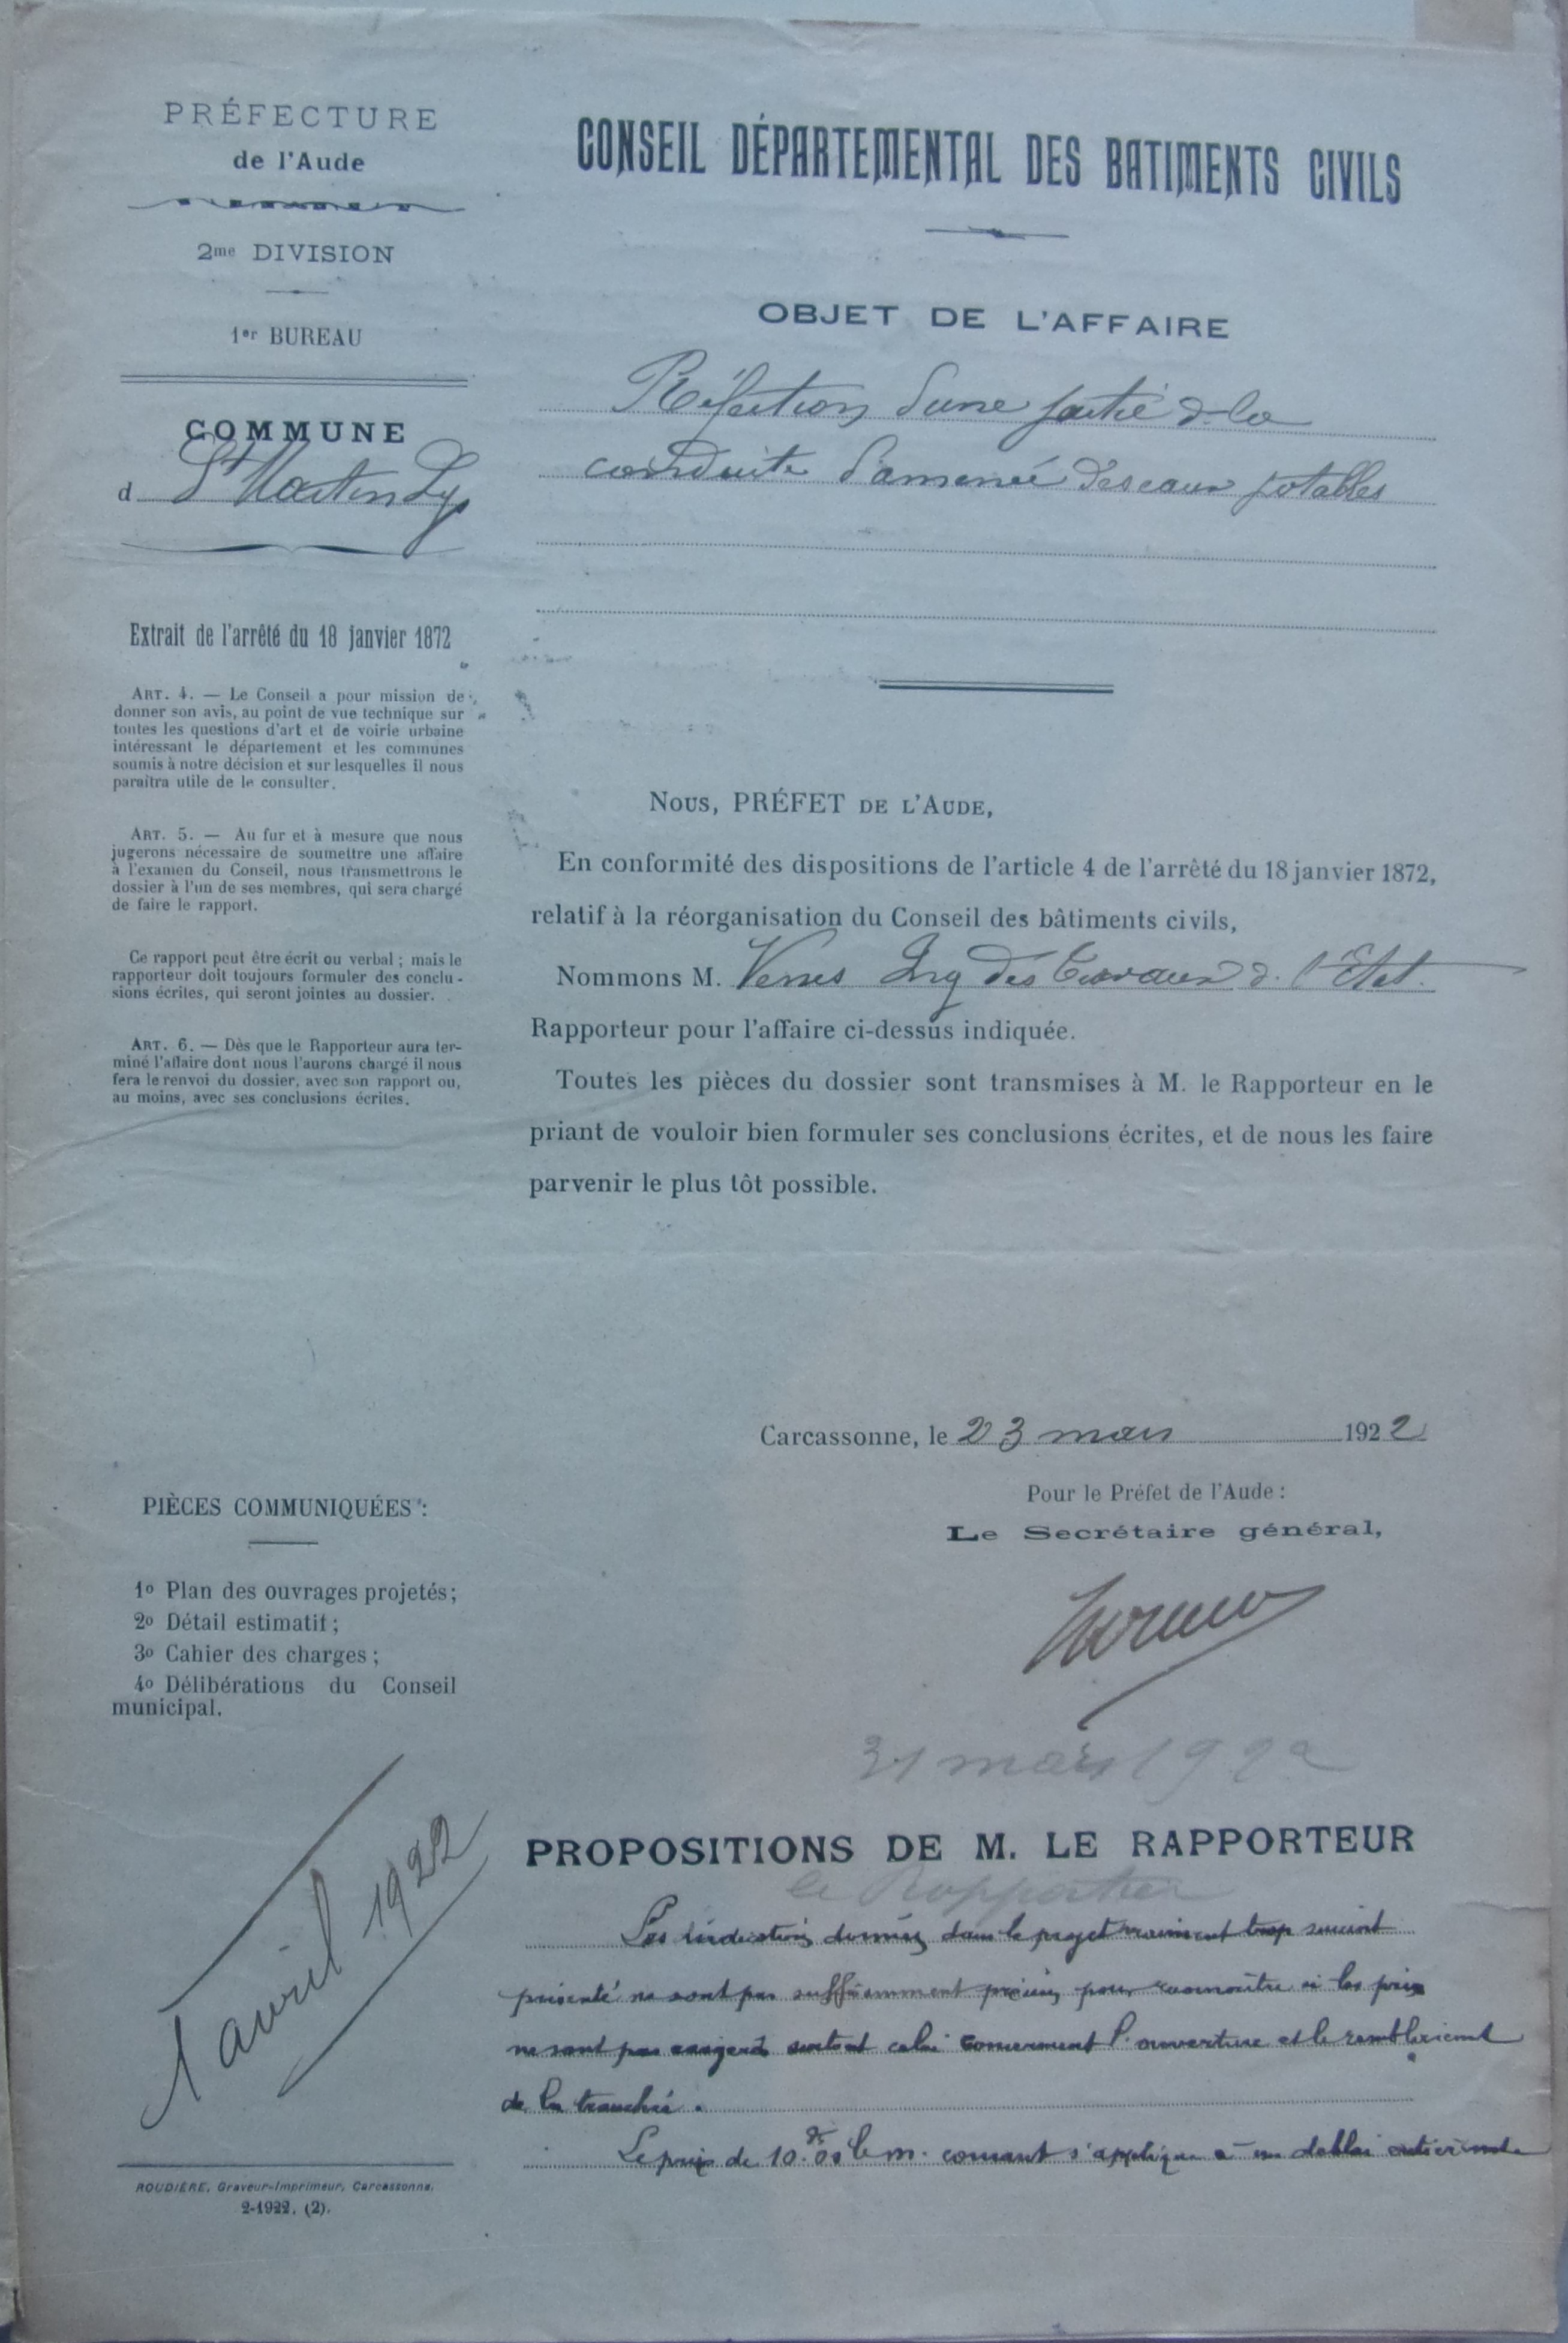 PRÉFECTURE
de l'Aude
2me DIVISION
1er BUREAU
COMMUNE
d St Martin Lys
Extrait de l'arrêté du 18 janvier 1872
ART. 4. — Le Conseil a pour mission de
donner son avis, au point de vue technique sur
toutes les questions d'art et de voirie urbaine
intéressant le département et les communes
soumis à notre décision et sur lesquelles il nous
paraîtra utile de le consulter.
ART. 5. — Au fur et à mesure que nous
jugerons nécessaire de soumettre une affaire
à l'examen du Conseil, nous transmettrons le
dossier à l'un de ses membres, qui sera chargé
de faire le rapport.
Ce rapport peut être écrit ou verbal ; mais le
rapporteur doit toujours formuler des conclu-
sions écrites, qui seront jointes au dossier.
ART. 6. — Dès que le Rapporteur aura ter-
miné l'affaire dont nous l'aurons chargé il nous
fera le renvoi du dossier, avec son rapport ou,
au moins, avec ses conclusions écrites.
PIÈCES COMMUNIQUÉES :
1o Plan des ouvrages projetés ;
2o Détail estimatif ;
3o Cahier des charges ;
4o Délibérations du Conseil
municipal.
1 avril 1922
ROUDIÈRE, Graveur-Imprimeur, Carcassonne.
2-1922. (2).
CONSEIL DÉPARTEMENTAL DES BATIMENTS CIVILS
OBJET DE L'AFFAIRE
Réfection d'une partie de la
conduite d'amenée des eaux potables
NOUS, PRÉFET DE L'AUDE,
En conformité des dispositions de l'article 4 de l'arrêté du 18 janvier 1872,
relatif à la réorganisation du Conseil des bâtiments civils,
Nommons M. Ing des Travaux d. l'Etat.
Rapporteur pour l'affaire ci-dessus indiquée.
Toutes les pièces du dossier sont transmises à M. le Rapporteur en le
priant de vouloir bien formuler ses conclusions écrites, et de nous les faire
parvenir le plus tôt possible.
Carcassonne, le 23 mars 1922
Pour le Préfet de l'Aude :
Le Secrétaire général,
31 mars 1922
PROPOSITIONS DE M. LE RAPPORTEUR
le Rapporteur
Les indications données dans le projet vraiment trop succinct
présenté ne sont pas suffisamment précises pour reconnaître si les prix
ne sont pas exagérés surtout celui concernant l'ouverture et le remblaiement
de la tranchée.
Le prix de 10.00 le m. courant s'applique à un déblai entièrement